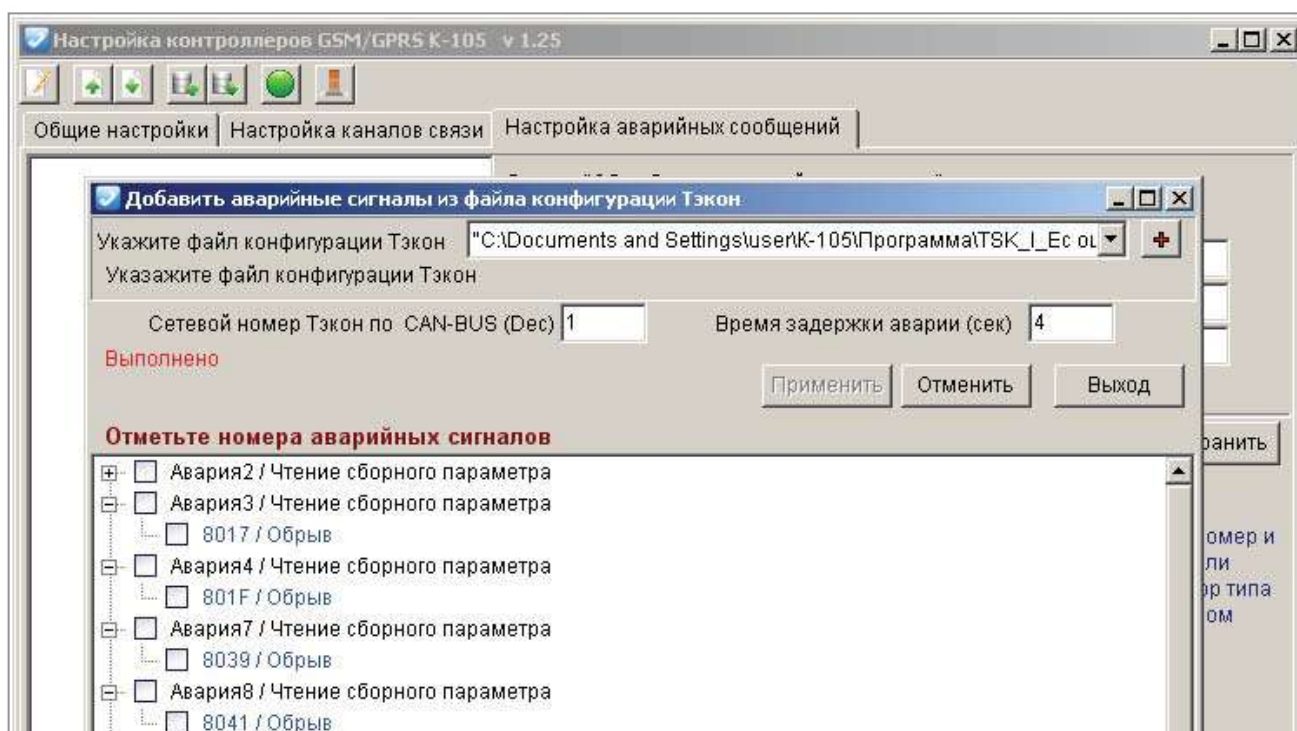 Настройка контроллеров GSM/GPRS K-105 v 1.25
Общие настройки Настройка каналов связи Настройка аварийных сообщений
Добавить аварийные сигналы из файла конфигурации Тэкон
Укажите файл конфигурации Тэкон "C:\Documents and Settings\user\K-105\Программа\TSK_I_Ec
Указажите файл конфигурации Тэкон
Сетевой номер Тэкон по CAN-BUS (Dec) 1 Время задержки аварии (сек) 4
Выполнено
Применить Отменить Выход
Отметьте номера аварийных сигналов
ранить
Авария2 / Чтение сборного параметра
Авария3 / Чтение сборного параметра
8017 / Обрыв
омер и
Авария4 / Чтение сборного параметра
ли
801F / Обрыв
ор типа
Авария7 / Чтение сборного параметра
ом
8039 / Обрыв
Авария8 / Чтение сборного параметра
8041 / Обрыв